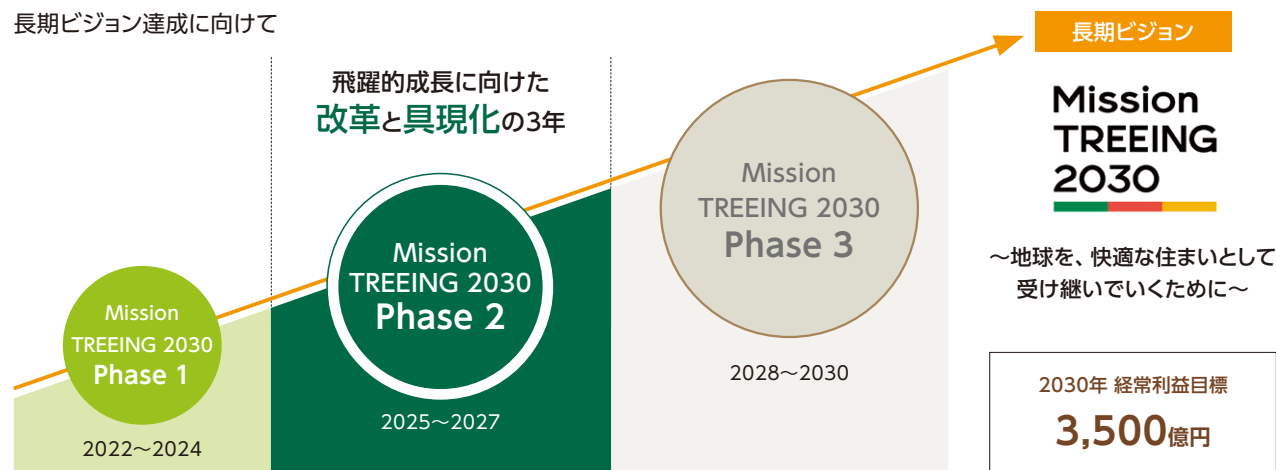 長期ビジョン達成に向けて
飛躍的成長に向けた
改革と具現化の3年
Mission
TREEING 2030
Phase 1
2022〜2024
Mission
TREEING 2030
Phase 2
2025〜2027
Mission
TREEING 2030
Phase 3
2028〜2030
長期ビジョン
Mission
TREEING
2030
〜地球を、快適な住まいとして
受け継いでいくために〜
2030年 経常利益目標
3,500億円